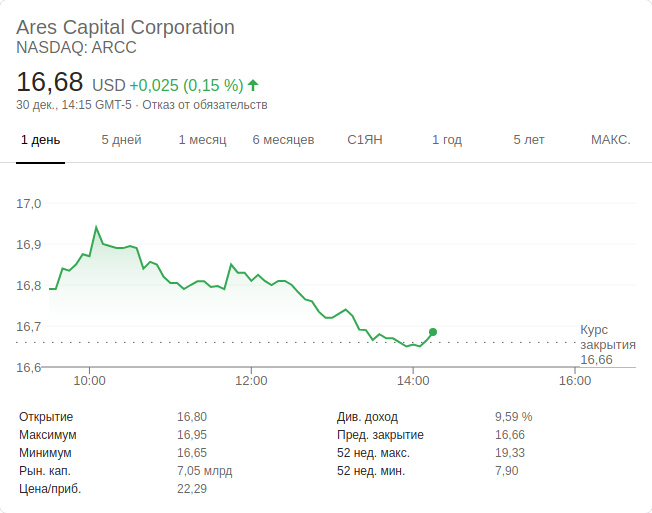 Ares Capital Corporation
NASDAQ: ARCC
16,68 USD +0,025 (0,15 %)
30 дек., 14:15 GMT-5 · Отказ от обязательств
1 день 5 дней 1 месяц 6 месяцев С1ЯН 1 год 5 лет МАКС.
17,0
16,9
16,8
16,7
16,6
Курс
закрытия
16,66
10:00 12:00 14:00 16:00
Открытие 16,80 Див. доход 9,59 %
Максимум 16,95 Пред. закрытие 16,66
Минимум 16,65 52 нед. макс. 19,33
Рын. кап. 7,05 млрд 52 нед. мин. 7,90
Цена/приб. 22,29